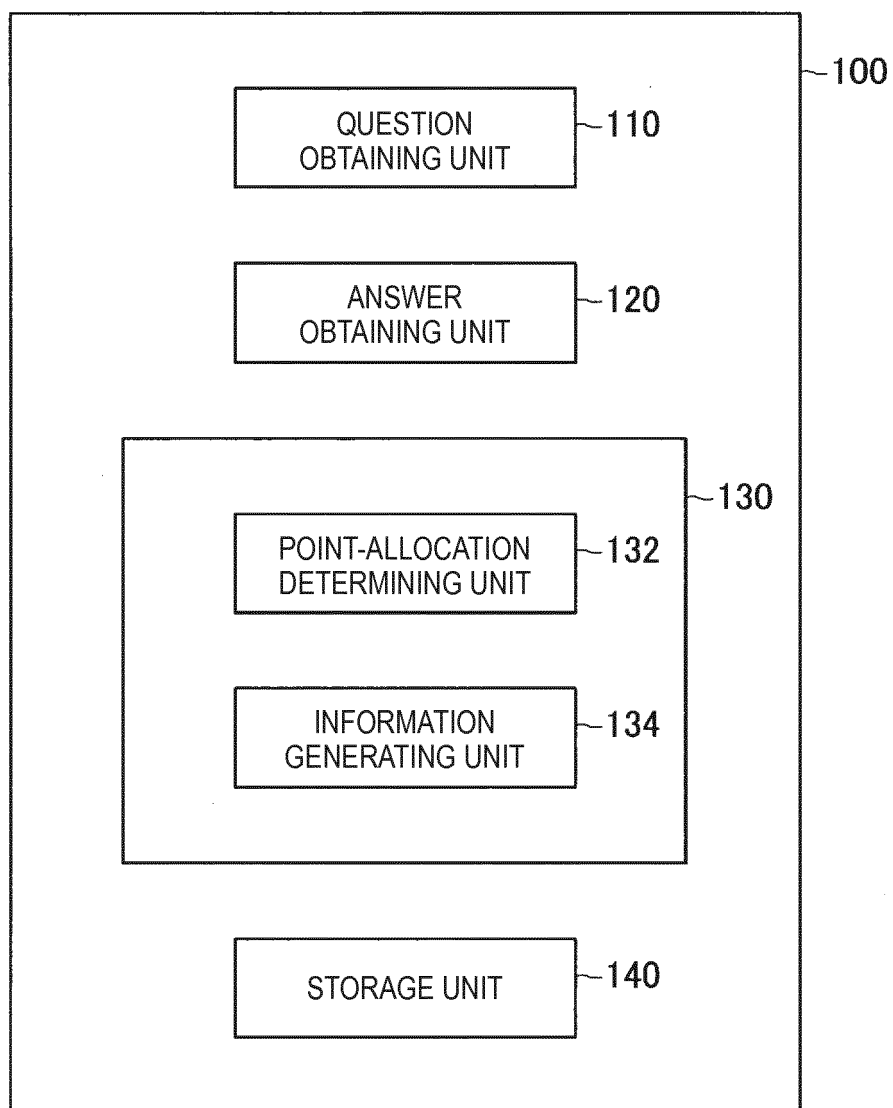 100
QUESTION
OBTAINING UNIT
110
ANSWER
OBTAINING UNIT
120
130
POINT-ALLOCATION
DETERMINING UNIT
132
INFORMATION
GENERATING UNIT
134
STORAGE UNIT
140